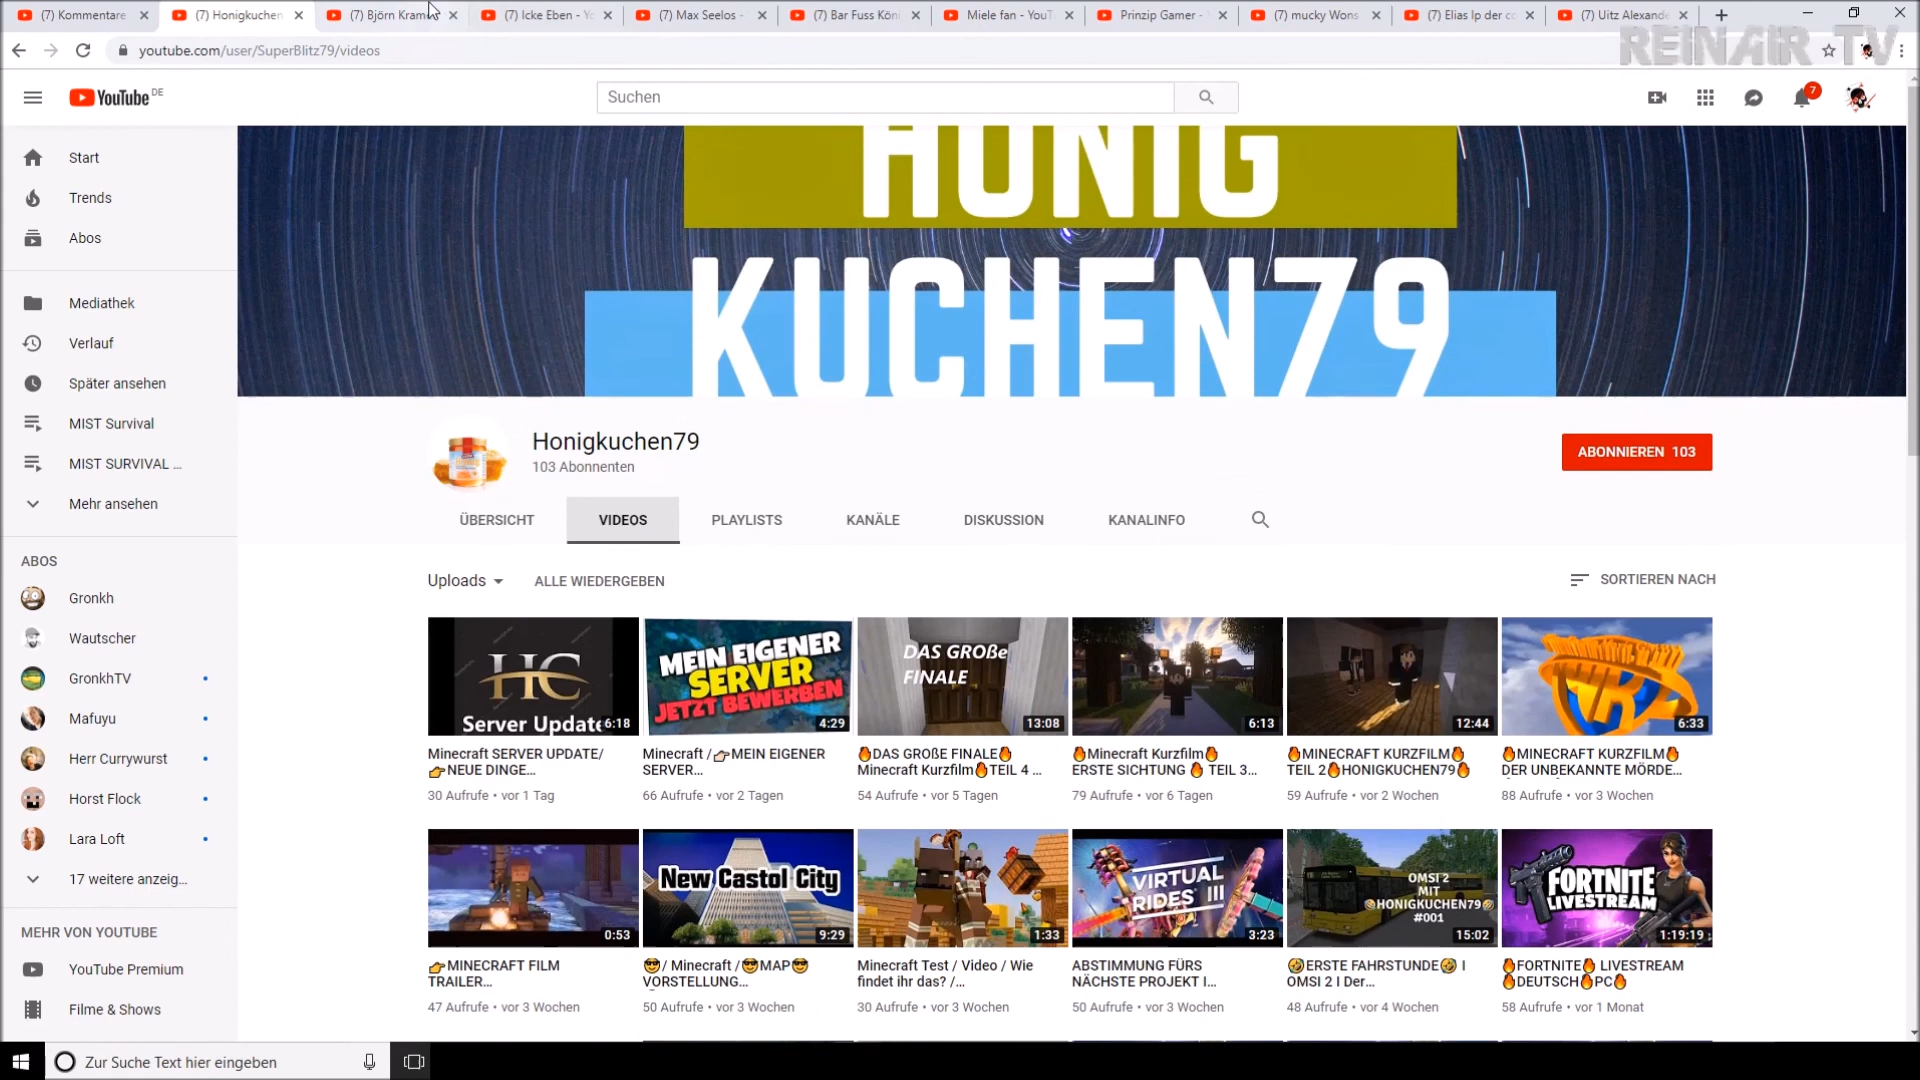 (7) Kommentare
(7) Honigkuchen
(7) Björn Krame
(7) Icke Eben - Yo
(7) Max Seelos -
(7) Bar Fuss Köni
Miele fan - YouT
Prinzip Gamer - Y
(7) mucky Wons
(7) Elias lp der co
(7) Uitz Alexande
youtube.com/user/SuperBlitz79/videos
REINAIR TV
YouTube DE
Suchen
7
Start
Trends
Abos
Mediathek
Verlauf
Später ansehen
MIST Survival
MIST SURVIVAL ...
Mehr ansehen
ABOS
Gronkh
Wautscher
GronkhTV
Mafuyu
Herr Currywurst
Horst Flock
Lara Loft
17 weitere anzeig...
MEHR VON YOUTUBE
YouTube Premium
Filme & Shows
HONIG
KUCHEN79
Honigkuchen79
103 Abonnenten
ABONNIEREN 103
ÜBERSICHT
VIDEOS
PLAYLISTS
KANÄLE
DISKUSSION
KANALINFO
Uploads
ALLE WIEDERGEBEN
SORTIEREN NACH
HC
Server Update
6:18
Minecraft SERVER UPDATE/
👉NEUE DINGE...
30 Aufrufe • vor 1 Tag
MEIN EIGENER
SERVER
JETZT BEWERBEN
4:29
Minecraft /👉MEIN EIGENER
SERVER...
66 Aufrufe • vor 2 Tagen
DAS GROße
FINALE
13:08
🔥DAS GROßE FINALE🔥
Minecraft Kurzfilm🔥TEIL 4 ...
54 Aufrufe • vor 5 Tagen
6:13
🔥Minecraft Kurzfilm🔥
ERSTE SICHTUNG 🔥 TEIL 3...
79 Aufrufe • vor 6 Tagen
12:44
🔥MINECRAFT KURZFILM🔥
TEIL 2🔥HONIGKUCHEN79🔥
59 Aufrufe • vor 2 Wochen
6:33
🔥MINECRAFT KURZFILM🔥
DER UNBEKANNTE MÖRDE...
88 Aufrufe • vor 3 Wochen
0:53
👉MINECRAFT FILM
TRAILER...
47 Aufrufe • vor 3 Wochen
New Castol City
9:29
😎/ Minecraft /😎MAP😎
VORSTELLUNG...
50 Aufrufe • vor 3 Wochen
1:33
Minecraft Test / Video / Wie
findet ihr das? /...
30 Aufrufe • vor 3 Wochen
VIRTUAL
RIDES III
3:23
ABSTIMMUNG FÜRS
NÄCHSTE PROJEKT I...
50 Aufrufe • vor 3 Wochen
OMSI 2
MIT
🤣HONIGKUCHEN79🤣
#001
15:02
🤣ERSTE FAHRSTUNDE🤣 I
OMSI 2 I Der...
48 Aufrufe • vor 4 Wochen
FORTNITE
LIVESTREAM
1:19:19
🔥FORTNITE🔥 LIVESTREAM
🔥DEUTSCH🔥PC🔥
58 Aufrufe • vor 1 Monat
Zur Suche Text hier eingeben